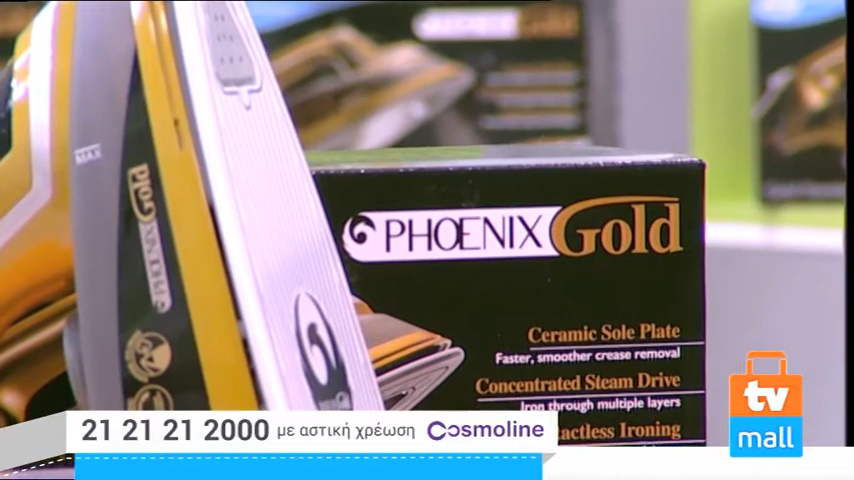 MAX
PHOENIX Gold
PHOENIX Gold
Ceramic Sole Plate
Faster, smoother crease removal
Concentrated Steam Drive
Iron through multiple layers
Ironing
21 21 21 2000 με αστική χρέωση Cosmoline
tv
mall